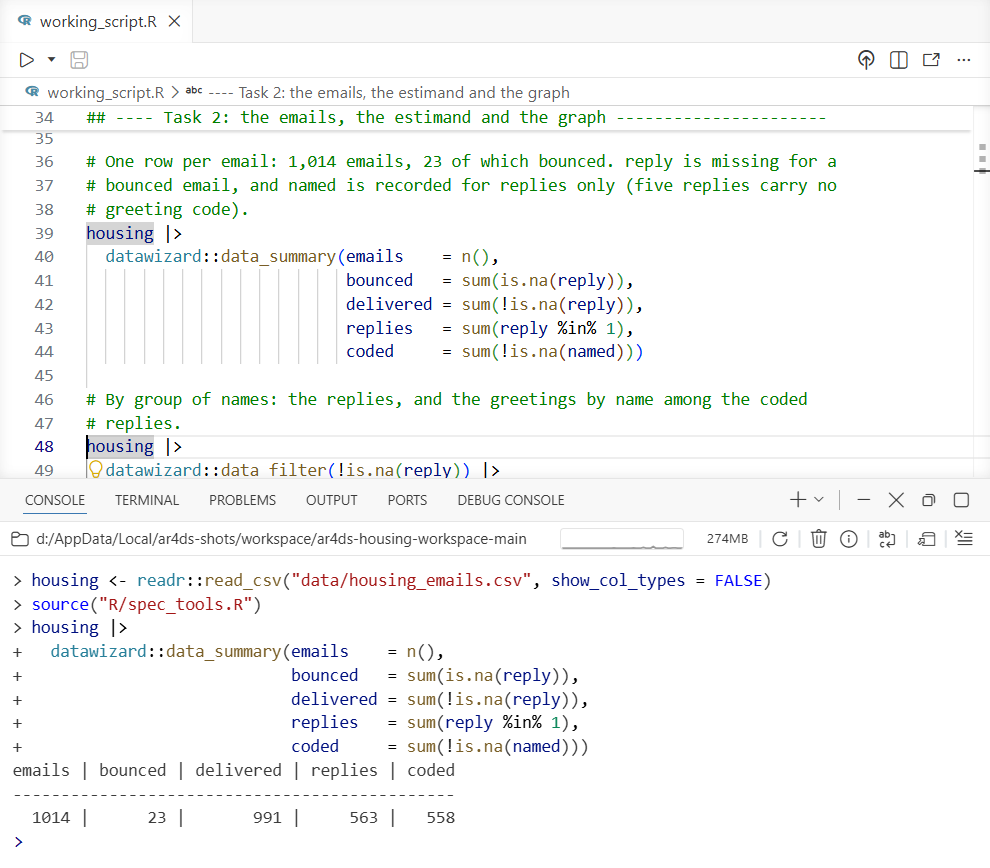 working_script.R
working_script.R > abc ---- Task 2: the emails, the estimand and the graph
34 ## ---- Task 2: the emails, the estimand and the graph ----------------------
35
36 # One row per email: 1,014 emails, 23 of which bounced. reply is missing for a
37 # bounced email, and named is recorded for replies only (five replies carry no
38 # greeting code).
39 housing |>
40   datawizard::data_summary(emails    = n(),
41                            bounced   = sum(is.na(reply)),
42                            delivered = sum(!is.na(reply)),
43                            replies   = sum(reply %in% 1),
44                            coded     = sum(!is.na(named)))
45
46 # By group of names: the replies, and the greetings by name among the coded
47 # replies.
48 housing |>
49   datawizard::data_filter(!is.na(reply)) |>
CONSOLE TERMINAL PROBLEMS OUTPUT PORTS DEBUG CONSOLE
d:/AppData/Local/ar4ds-shots/workspace/ar4ds-housing-workspace-main 274MB
> housing <- readr::read_csv("data/housing_emails.csv", show_col_types = FALSE)
> source("R/spec_tools.R")
> housing |>
+   datawizard::data_summary(emails    = n(),
+                            bounced   = sum(is.na(reply)),
+                            delivered = sum(!is.na(reply)),
+                            replies   = sum(reply %in% 1),
+                            coded     = sum(!is.na(named)))
emails | bounced | delivered | replies | coded
----------------------------------------------
  1014 |      23 |       991 |     563 |   558
>